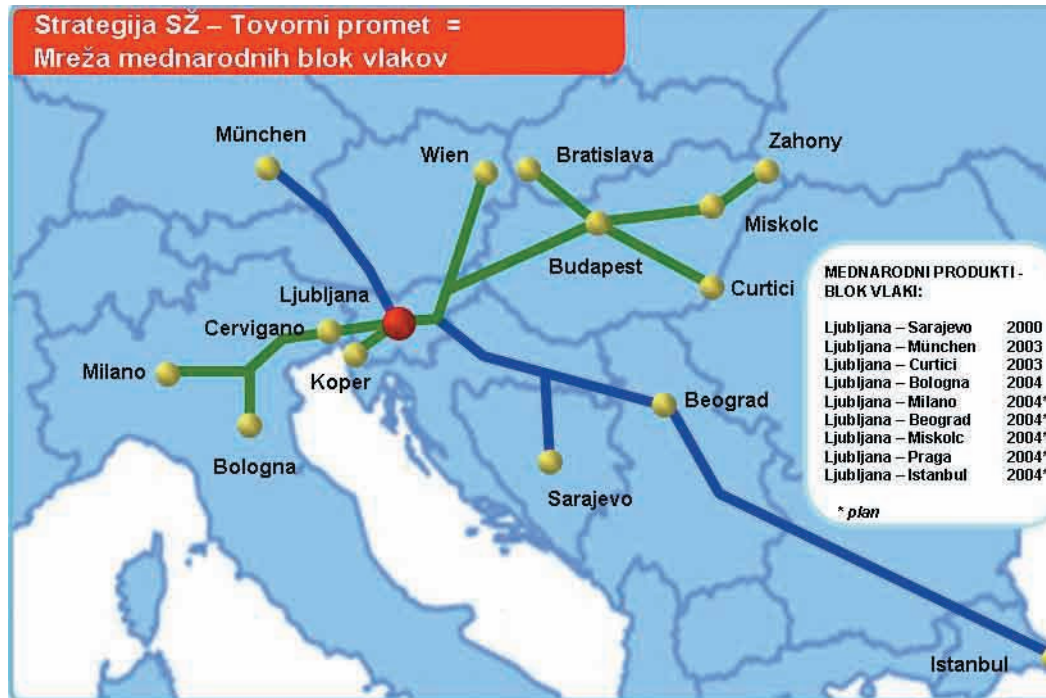 Strategija SŽ – Tovorni promet =
Mreža mednarodnih blok vlakov
München
Wien
Bratislava
Zahony
Miskolc
Budapest
Curtici
Ljubljana
Cervigano
Milano
Koper
Bologna
Beograd
Sarajevo
Istanbul
MEDNARODNI PRODUKTI -
BLOK VLAKI:
Ljubljana – Sarajevo 2000
Ljubljana – München 2003
Ljubljana – Curtici 2003
Ljubljana – Bologna 2004
Ljubljana – Milano 2004*
Ljubljana – Beograd 2004*
Ljubljana – Miskolc 2004*
Ljubljana – Praga 2004*
Ljubljana – Istanbul 2004*
* plan